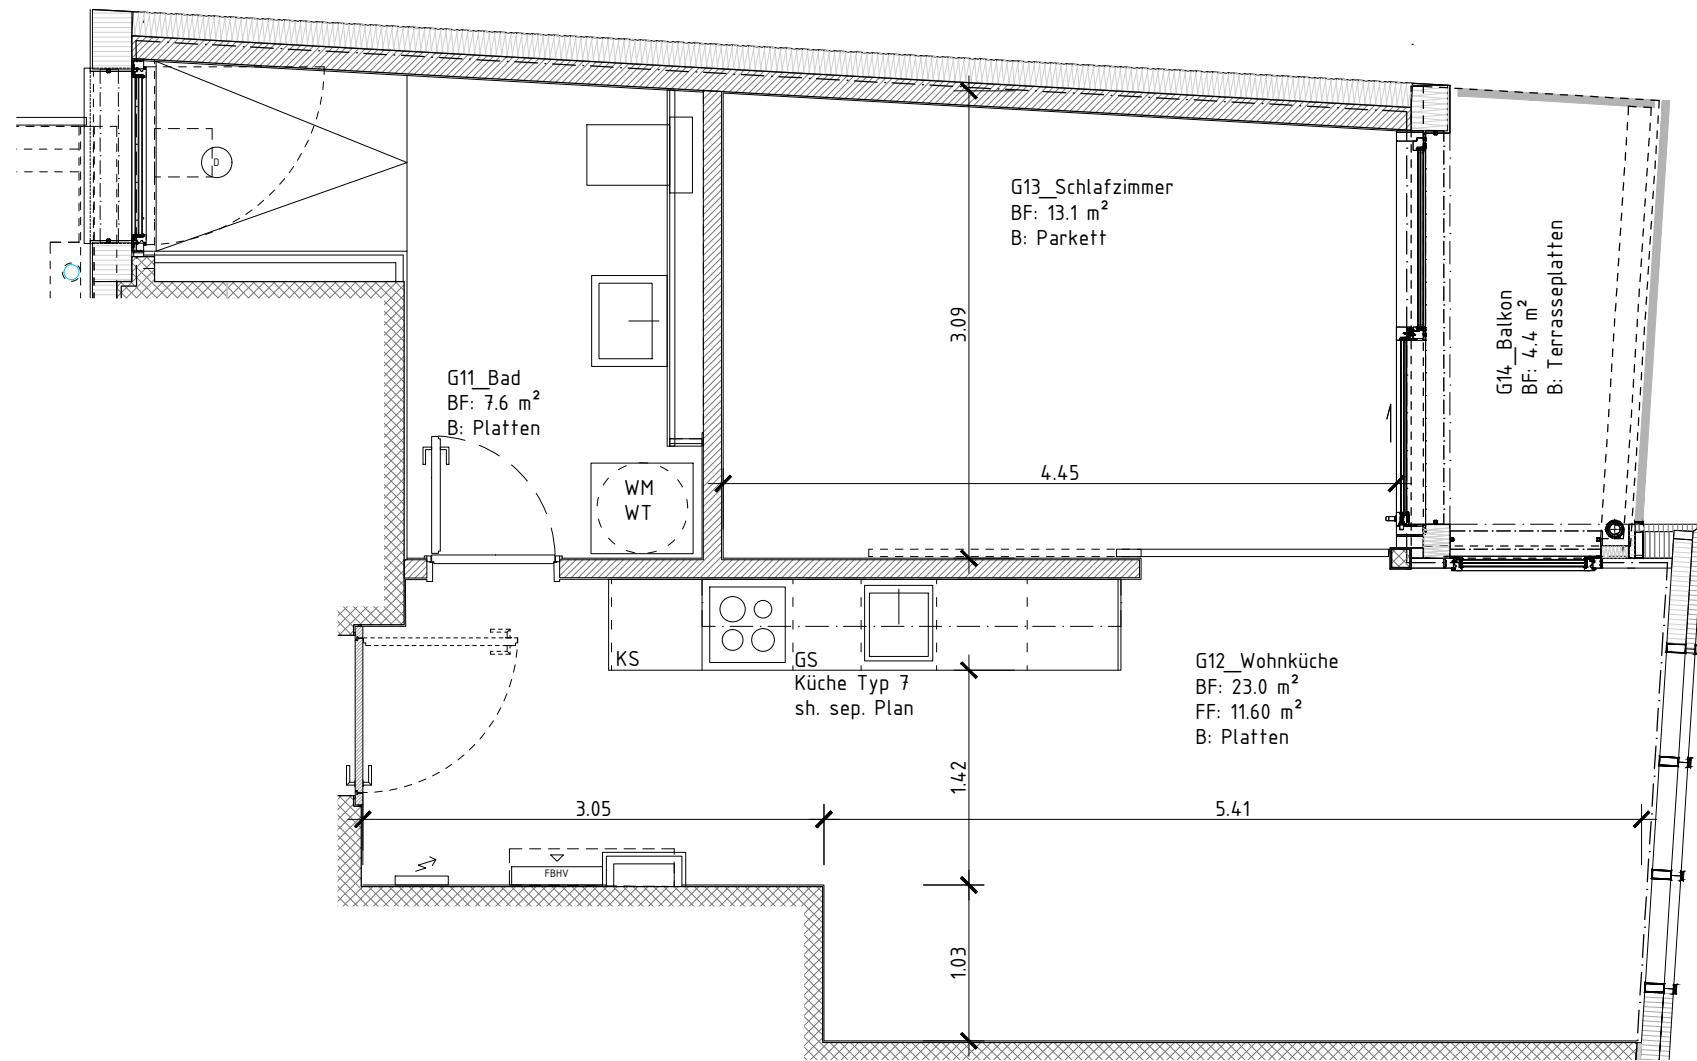 D
G13_Schlafzimmer
BF: 13.1 m²
B: Parkett
G14_Balkon
BF: 4.4 m²
B: Terrasseplatten
3.09
G11_Bad
BF: 7.6 m²
B: Platten
4.45
WM
WT
KS
GS
Küche Typ 7
sh. sep. Plan
G12_Wohnküche
BF: 23.0 m²
FF: 11.60 m²
B: Platten
1.42
3.05
5.41
FBHV
1.03